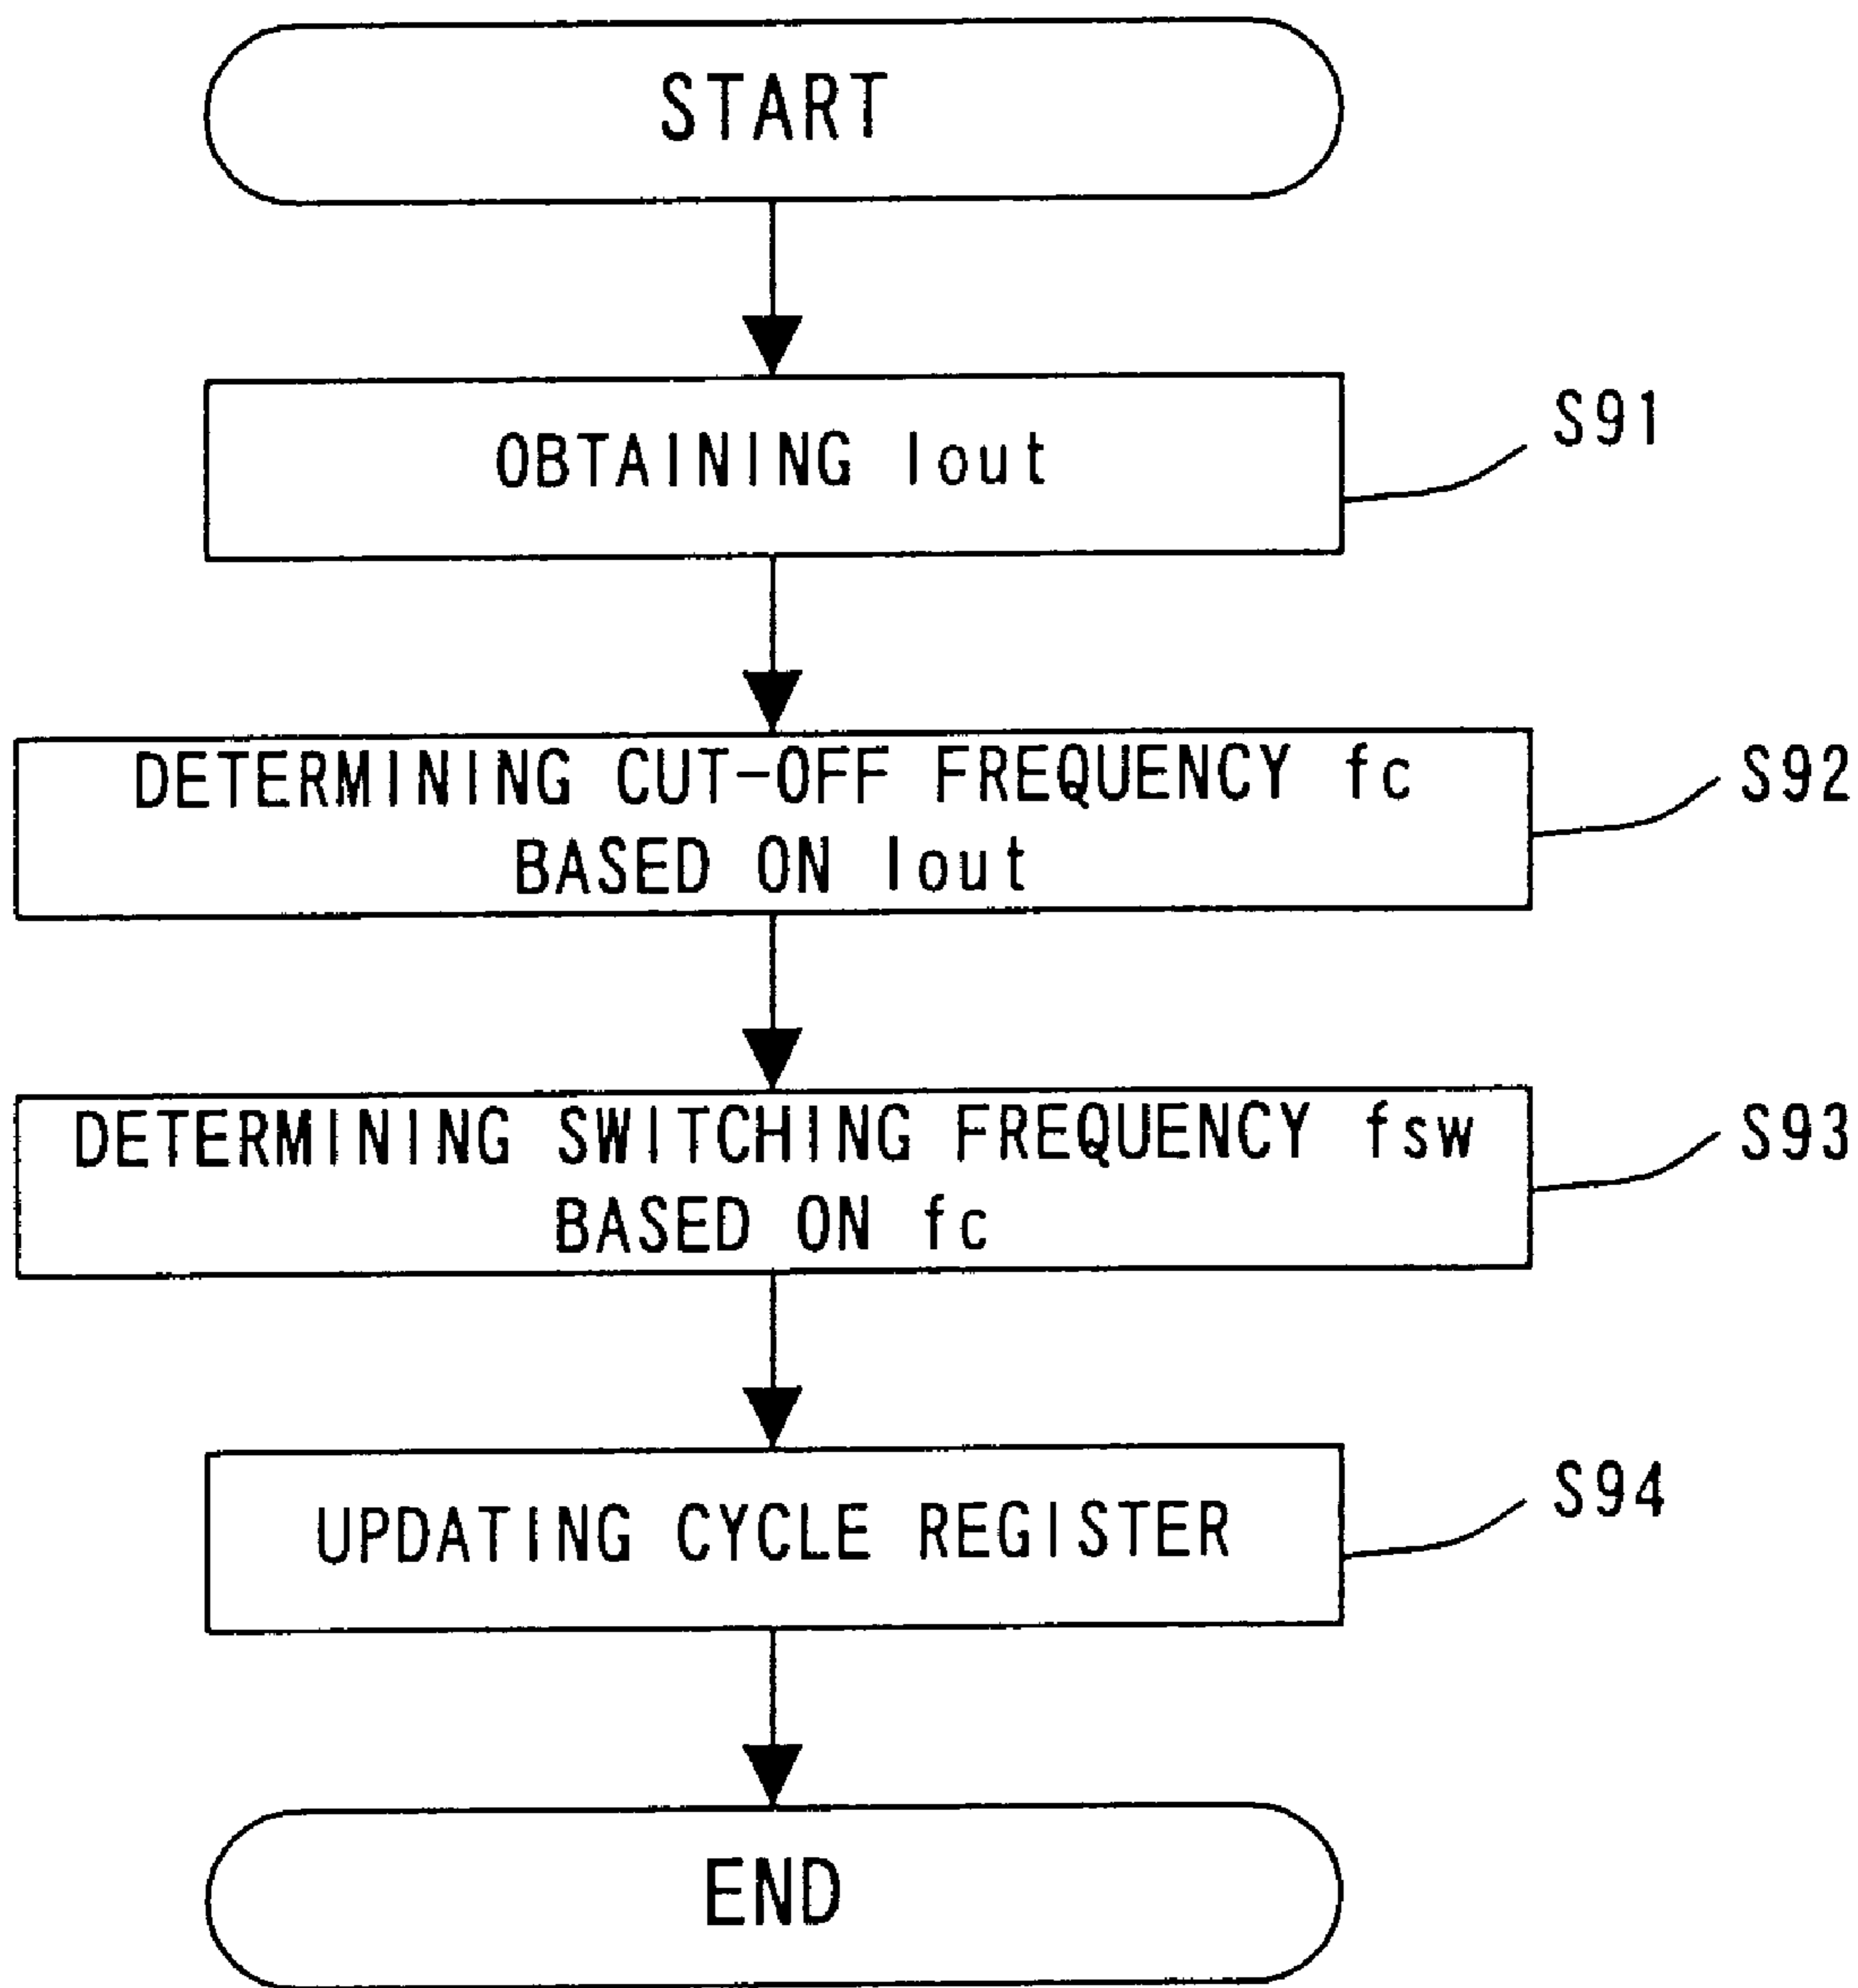 START
OBTAINING Iout
S91
DETERMINING CUT-OFF FREQUENCY fc
BASED ON Iout
S92
DETERMINING SWITCHING FREQUENCY fsw
BASED ON fc
S93
UPDATING CYCLE REGISTER
S94
END